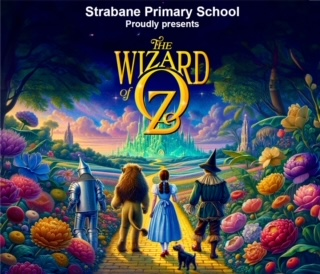 Strabane Primary School
Proudly presents
THE
WIZARD
of OZ